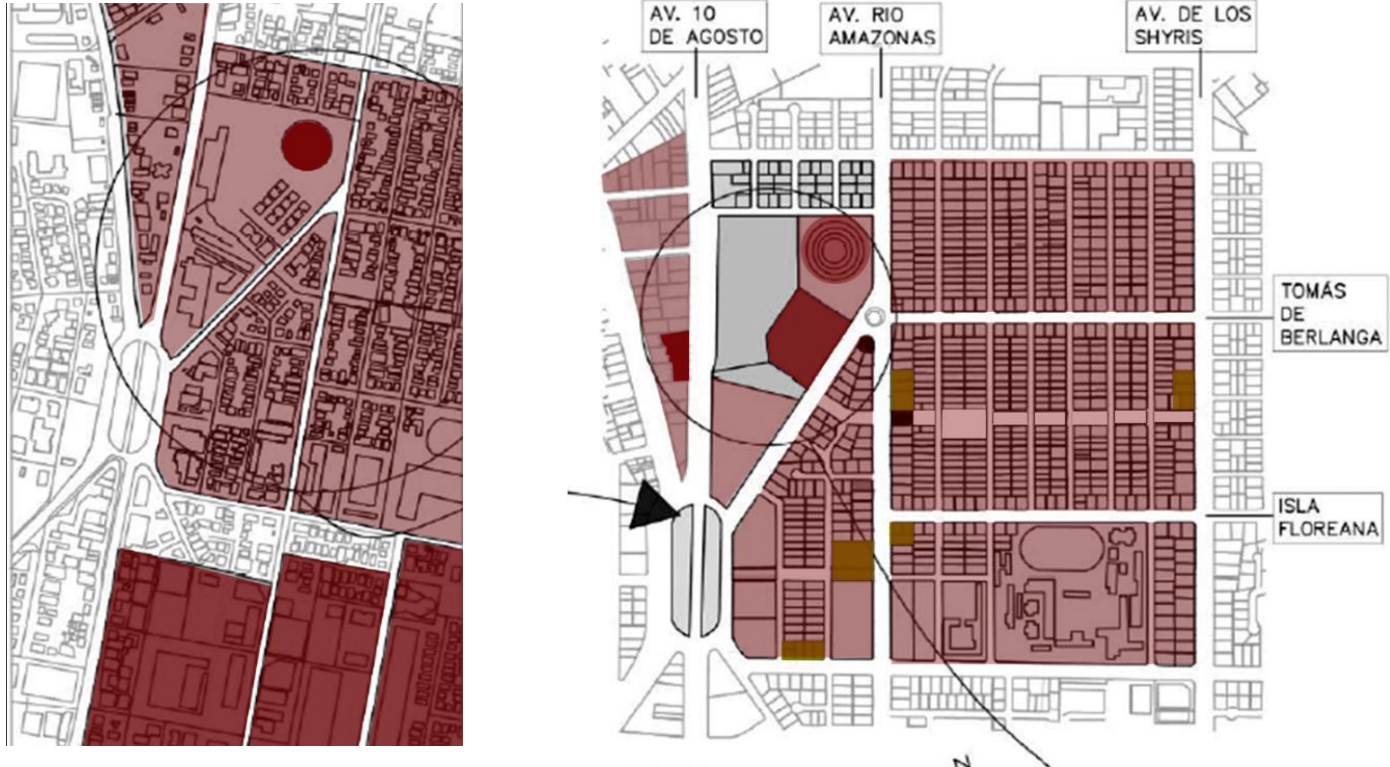 AV. 10
DE AGOSTO
AV. RIO
AMAZONAS
AV. DE LOS
SHYRIS
TOMÁS
DE
BERLANGA
ISLA
FLOREANA
N